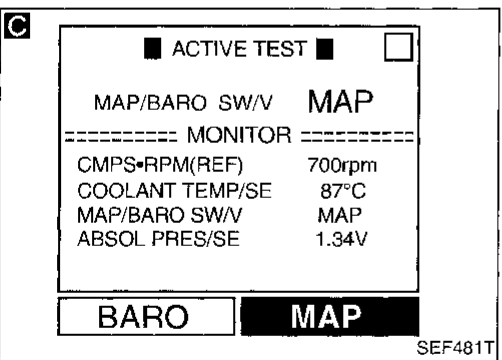 C
■ ACTIVE TEST ■
MAP/BARO SW/V MAP
========== MONITOR ==========
CMPS•RPM(REF) 700rpm
COOLANT TEMP/SE 87°C
MAP/BARO SW/V MAP
ABSOL PRES/SE 1.34V
BARO MAP
SEF481T